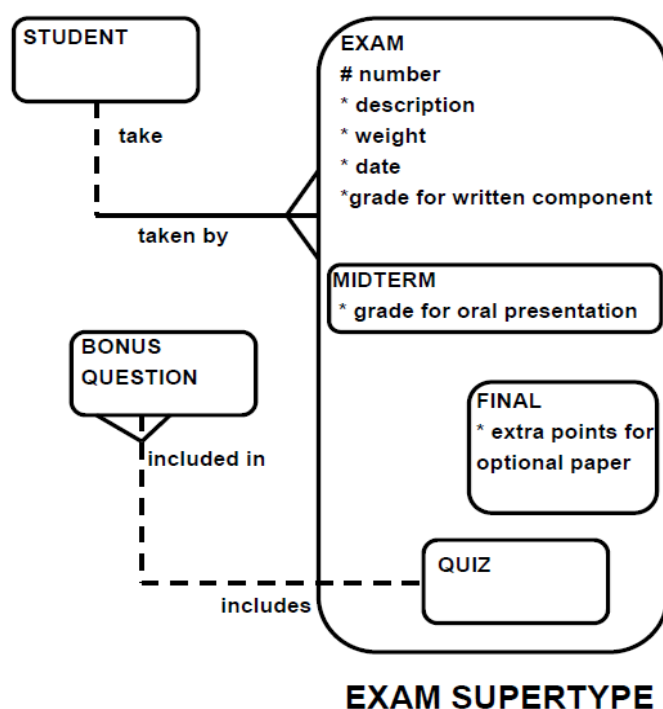 STUDENT
take
taken by
EXAM
# number
* description
* weight
* date
*grade for written component
MIDTERM
* grade for oral presentation
BONUS
QUESTION
included in
FINAL
* extra points for
optional paper
QUIZ
includes
EXAM SUPERTYPE